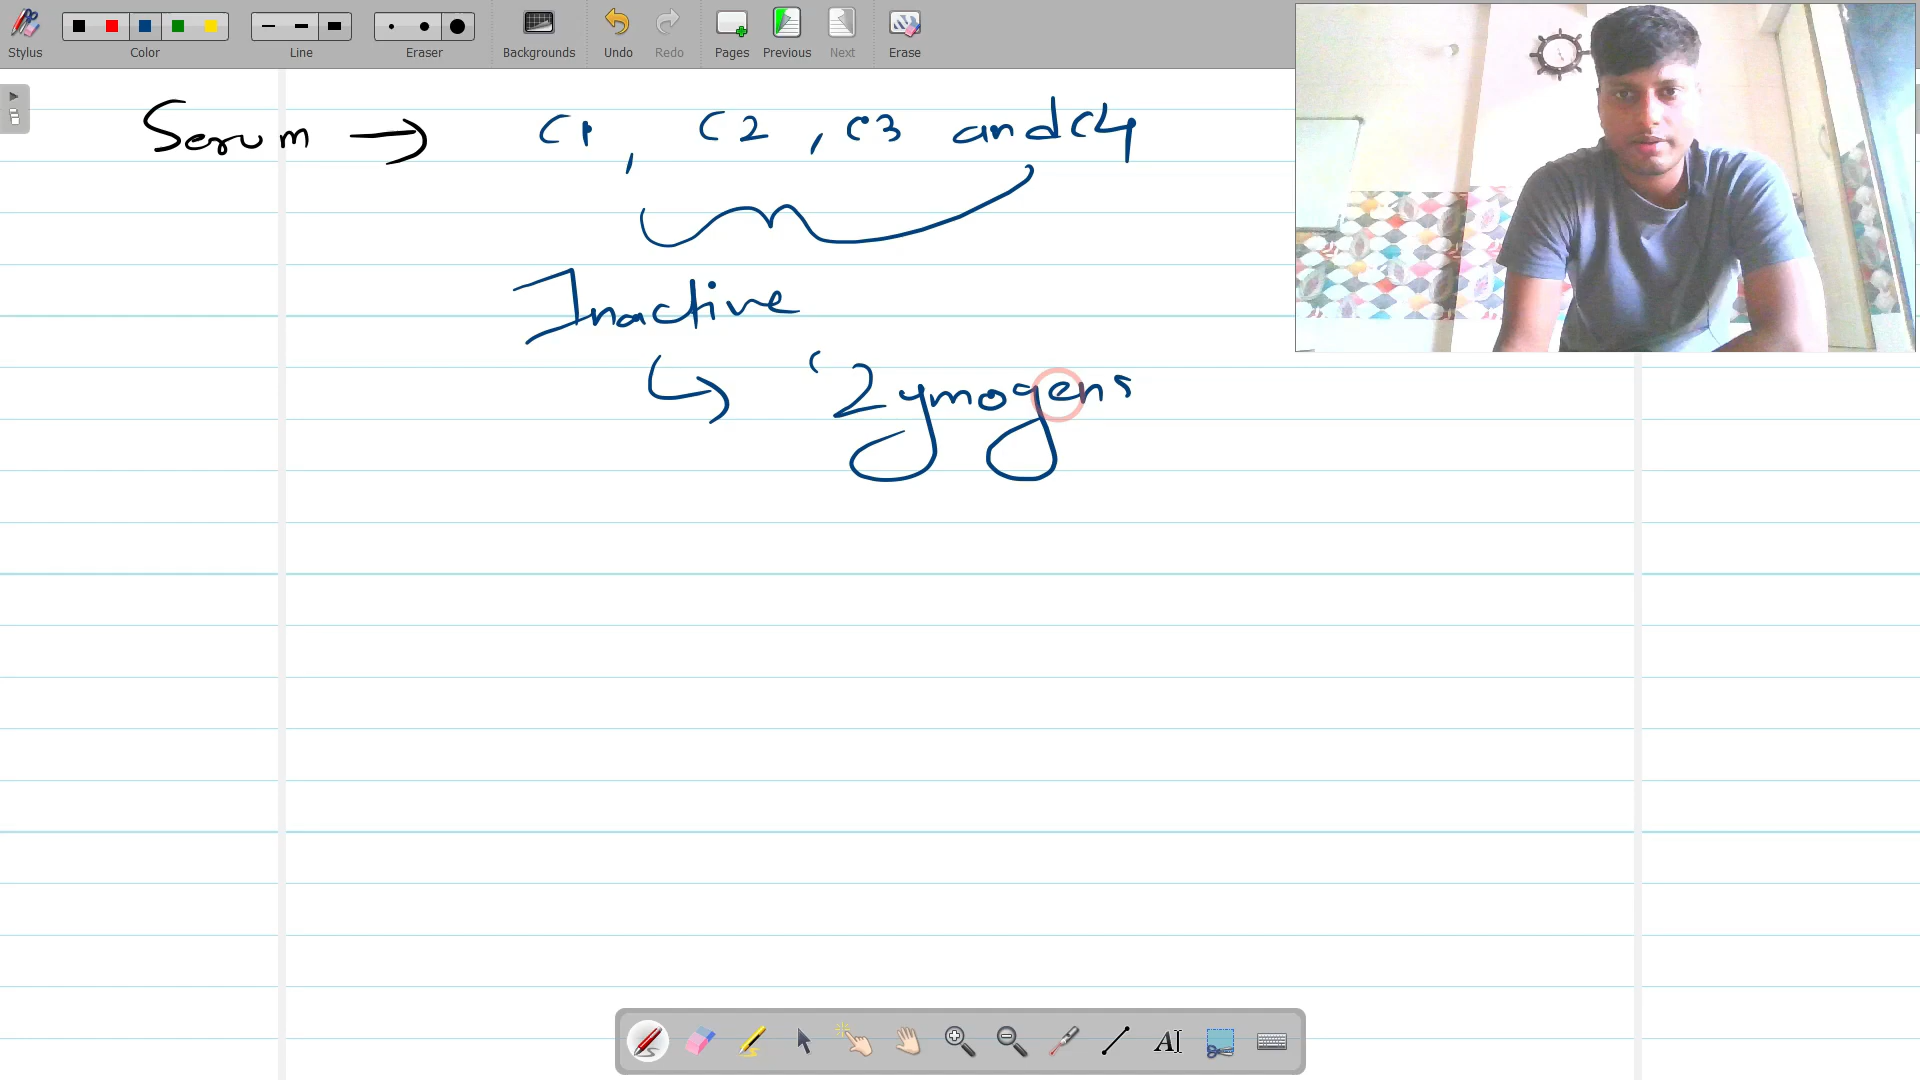 Stylus Color Line Eraser Backgrounds Undo Redo Pages Previous Next Erase
Serum → C1, C2, C3 and C4
Inactive
↳ 'Zymogens